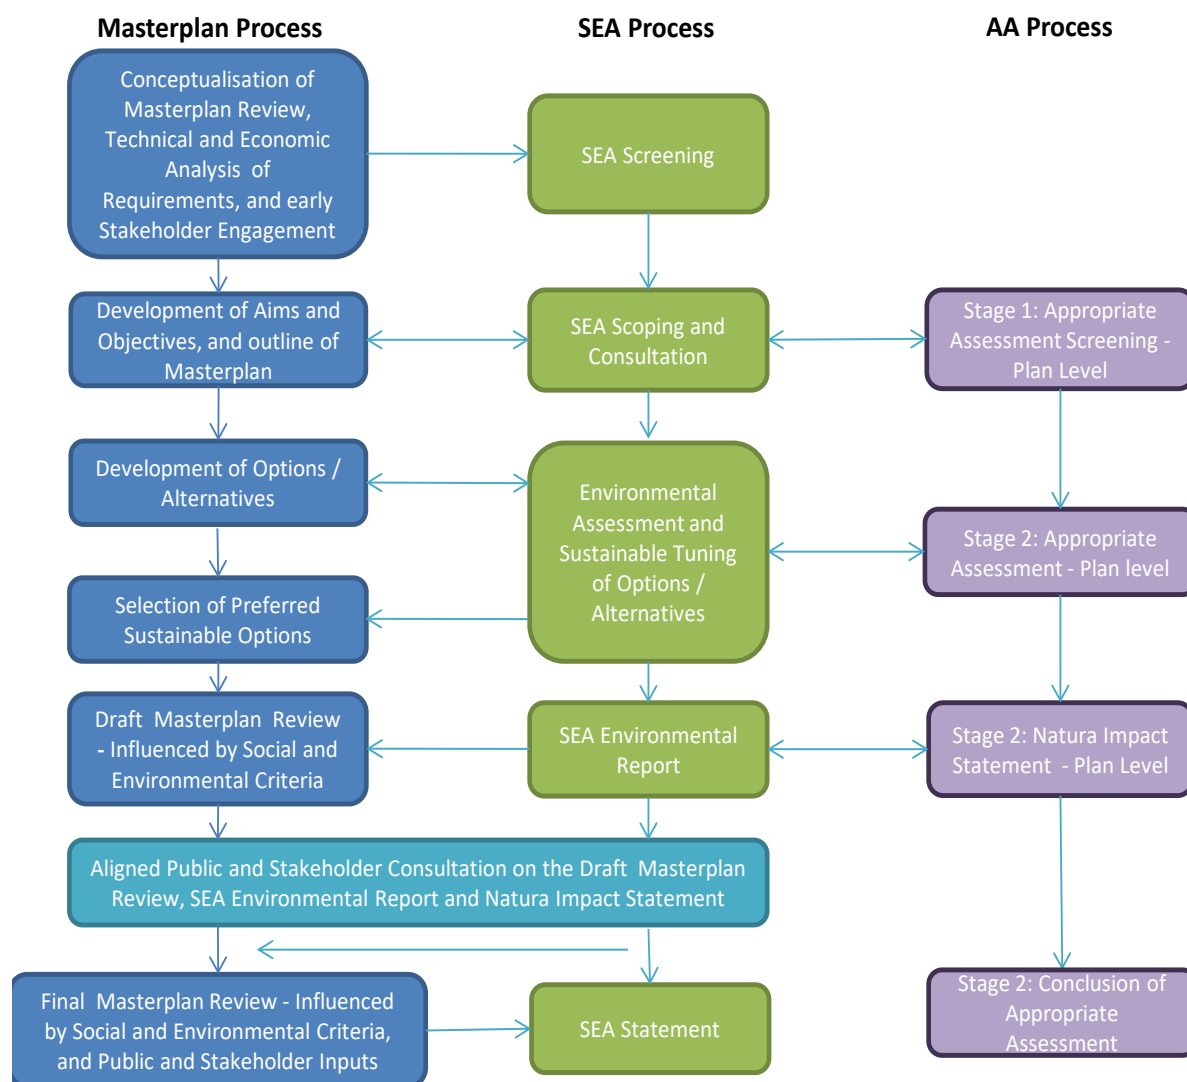 Masterplan Process
SEA Process
AA Process
Conceptualisation of
Masterplan Review,
Technical and Economic
Analysis of
Requirements, and early
Stakeholder Engagement
SEA Screening
Development of Aims and
Objectives, and outline of
Masterplan
SEA Scoping and
Consultation
Stage 1: Appropriate
Assessment Screening -
Plan Level
Development of Options /
Alternatives
Environmental
Assessment and
Sustainable Tuning
of Options /
Alternatives
Stage 2: Appropriate
Assessment - Plan level
Selection of Preferred
Sustainable Options
Draft Masterplan Review
- Influenced by Social and
Environmental Criteria
SEA Environmental
Report
Stage 2: Natura Impact
Statement - Plan Level
Aligned Public and Stakeholder Consultation on the Draft Masterplan
Review, SEA Environmental Report and Natura Impact Statement
Final Masterplan Review - Influenced
by Social and Environmental Criteria,
and Public and Stakeholder Inputs
SEA Statement
Stage 2: Conclusion of
Appropriate
Assessment